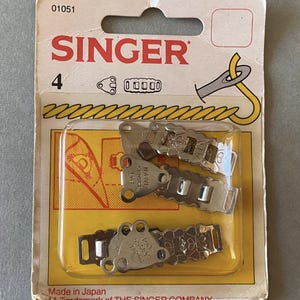 01051
SINGER
4
Made in Japan
*A Trademark of THE SINGER COMPANY